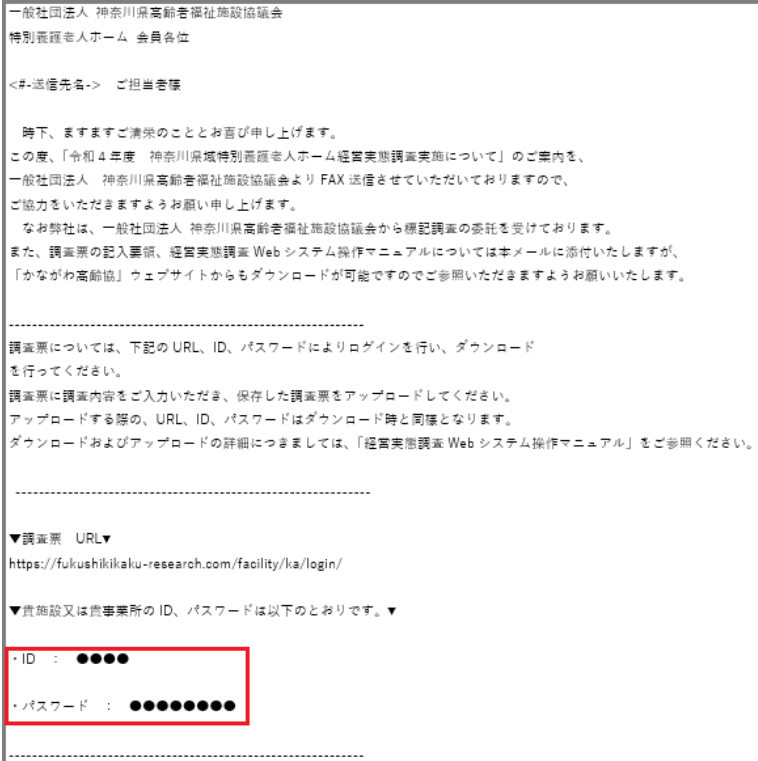 一般社団法人 神奈川県高齢者福祉施設協議会
特別養護老人ホーム 会員各位
<#-送信先名-> ご担当者様
時下、ますますご清栄のこととお喜び申し上げます。
この度、「令和4年度 神奈川県域特別養護老人ホーム経営実態調査実施について」のご案内を、
一般社団法人 神奈川県高齢者福祉施設協議会より FAX 送信させていただいておりますので、
ご協力をいただきますようお願い申し上げます。
なお弊社は、一般社団法人 神奈川県高齢者福祉施設協議会から標記調査の委託を受けております。
また、調査票の記入要領、経営実態調査 Web システム操作マニュアルについては本メールに添付いたしますが、
「かながわ高齢協」ウェブサイトからもダウンロードが可能ですのでご参照いただきますようお願いいたします。
--------------------------------------------------------------
調査票については、下記の URL、ID、パスワードによりログインを行い、ダウンロード
を行ってください。
調査票に調査内容をご入力いただき、保存した調査票をアップロードしてください。
アップロードする際の、URL、ID、パスワードはダウンロード時と同様となります。
ダウンロードおよびアップロードの詳細につきましては、「経営実態調査 Web システム操作マニュアル」をご参照ください。
--------------------------------------------------------------
▼調査票 URL▼
https://fukushikikaku-research.com/facility/ka/login/
▼貴施設又は貴事業所の ID、パスワードは以下のとおりです。▼
・ID : ●●●●
・パスワード : ●●●●●●●●
--------------------------------------------------------------